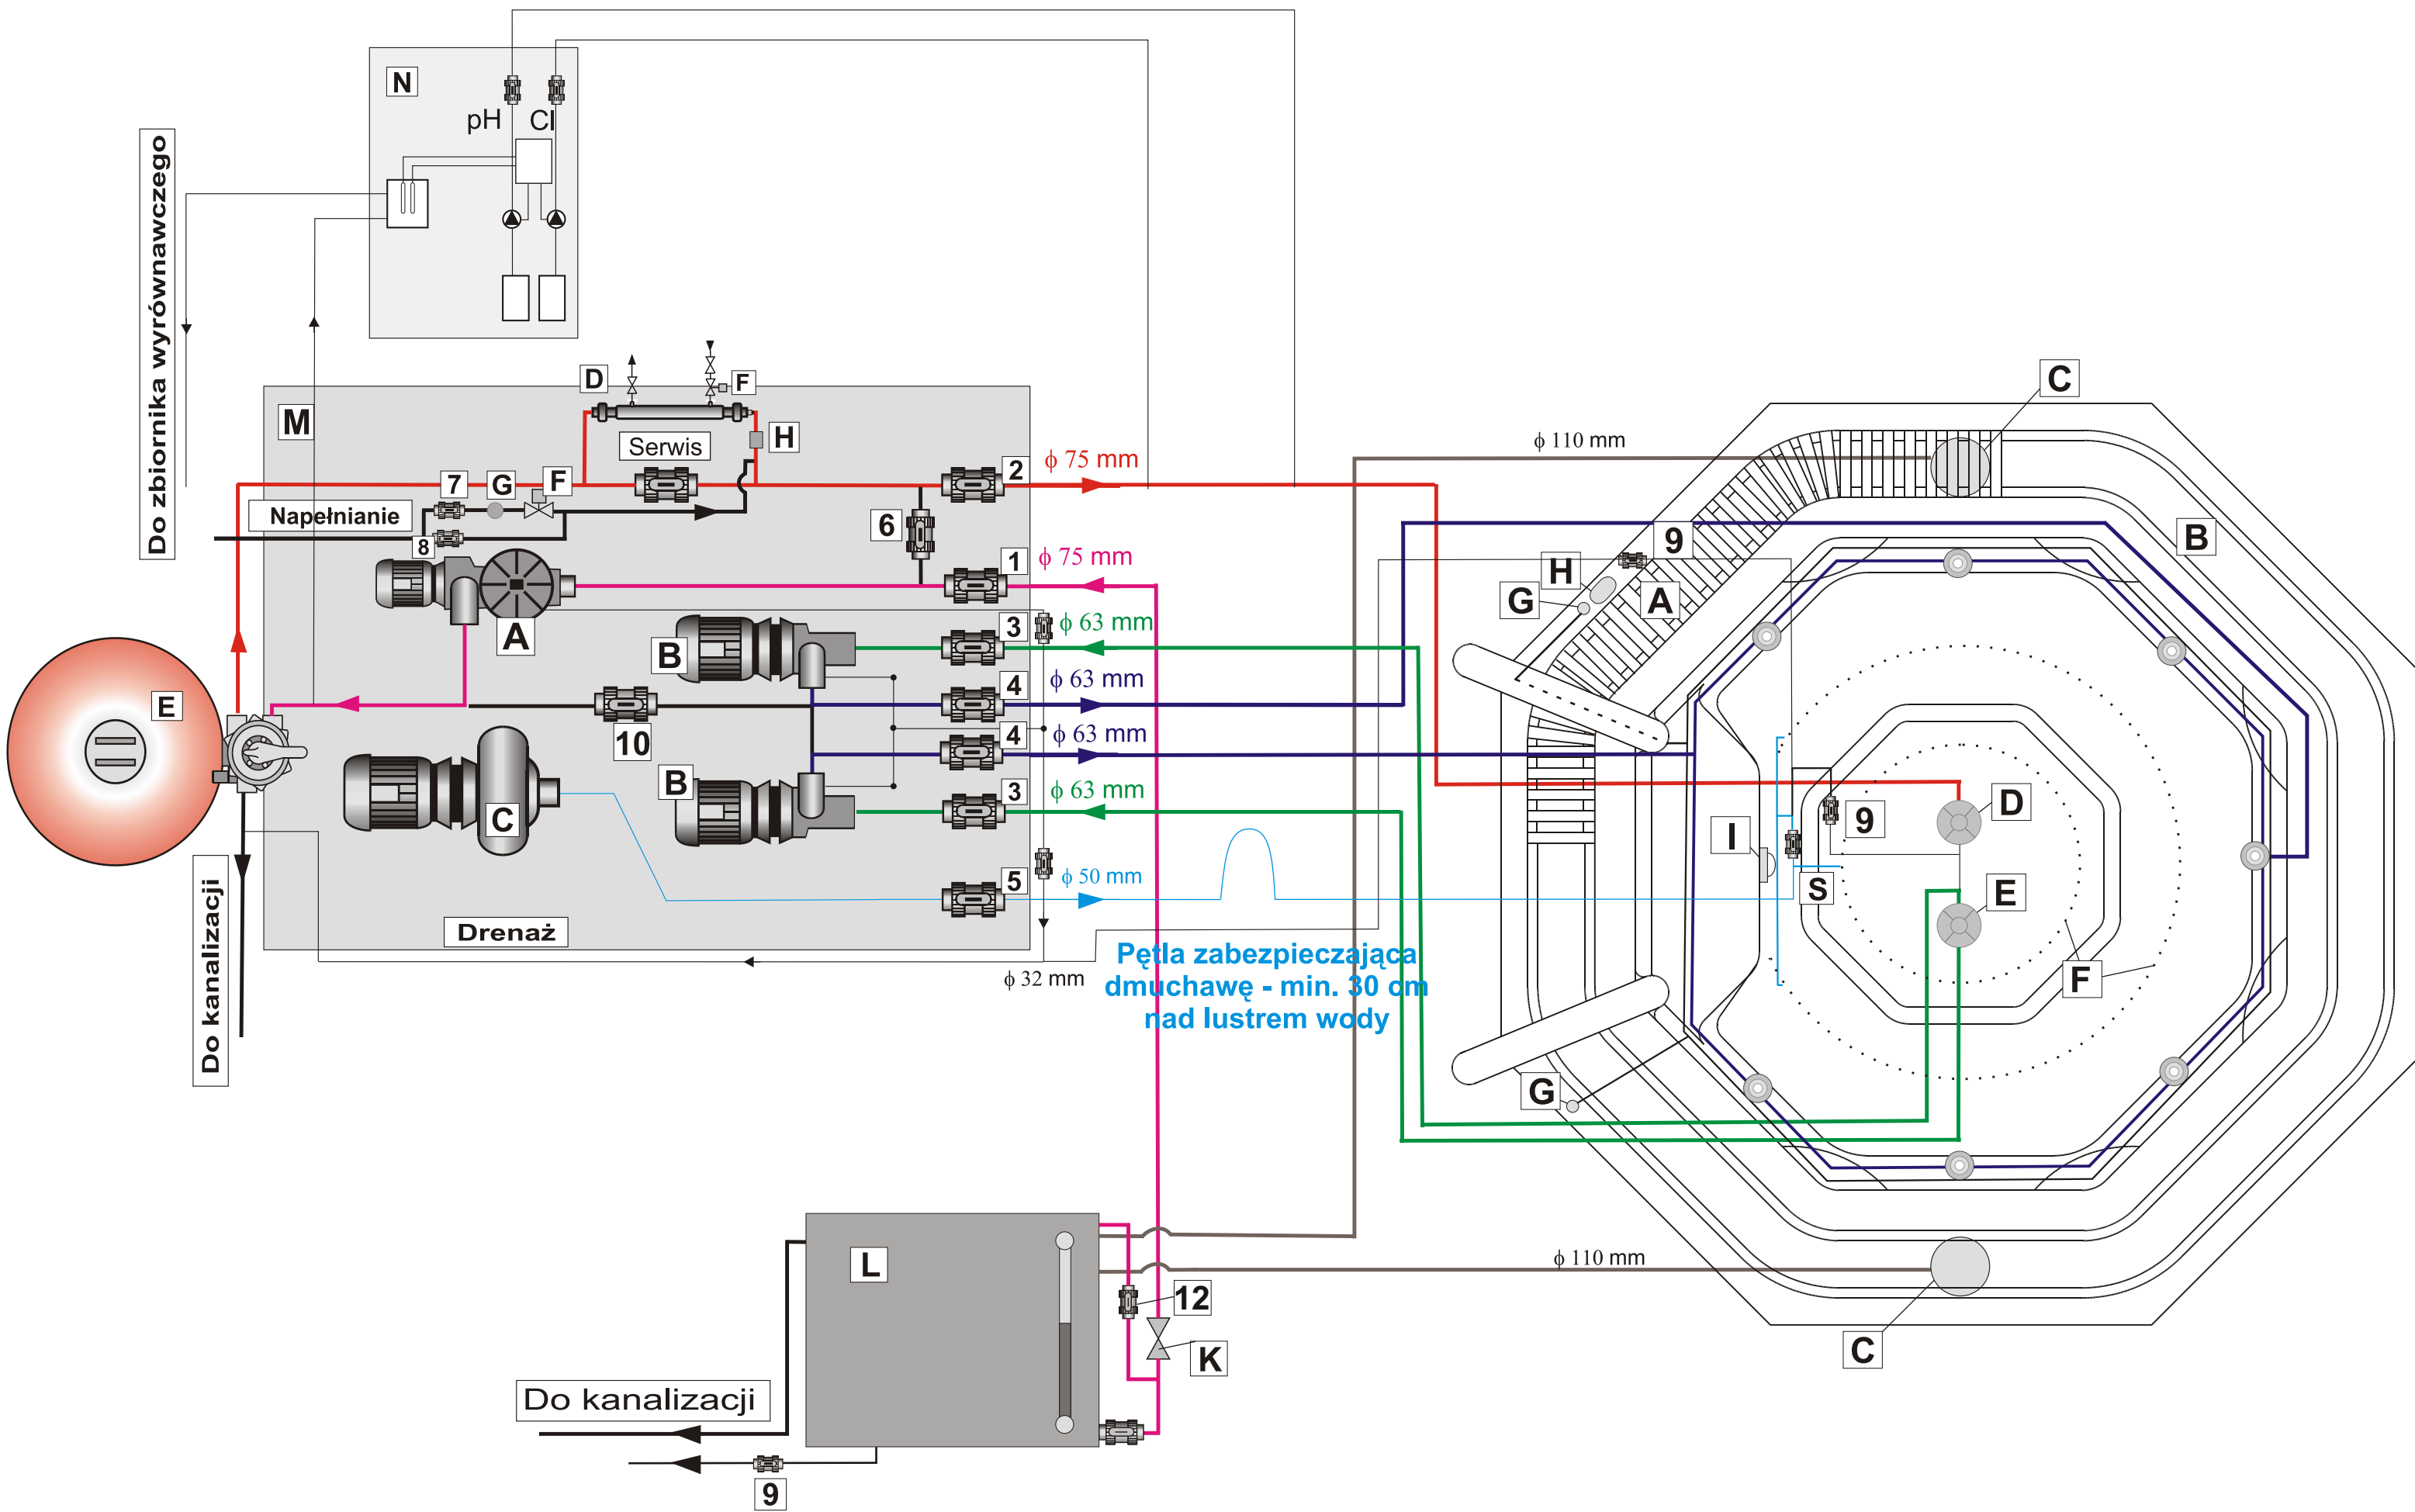 N
pH
Cl
Do zbiornika wyrównawczego
D
F
M
H
Serwis
7
G
F
2
ϕ 75 mm
Napełnianie
8
6
1
ϕ 75 mm
A
3
ϕ 63 mm
B
4
ϕ 63 mm
E
10
4
ϕ 63 mm
B
3
ϕ 63 mm
C
5
ϕ 50 mm
Drenaż
Do kanalizacji
ϕ 32 mm
Pętla zabezpieczająca
dmuchawę - min. 30 cm
nad lustrem wody
ϕ 110 mm
C
B
9
H
G
A
D
9
I
S
E
F
G
L
ϕ 110 mm
12
K
C
Do kanalizacji
9